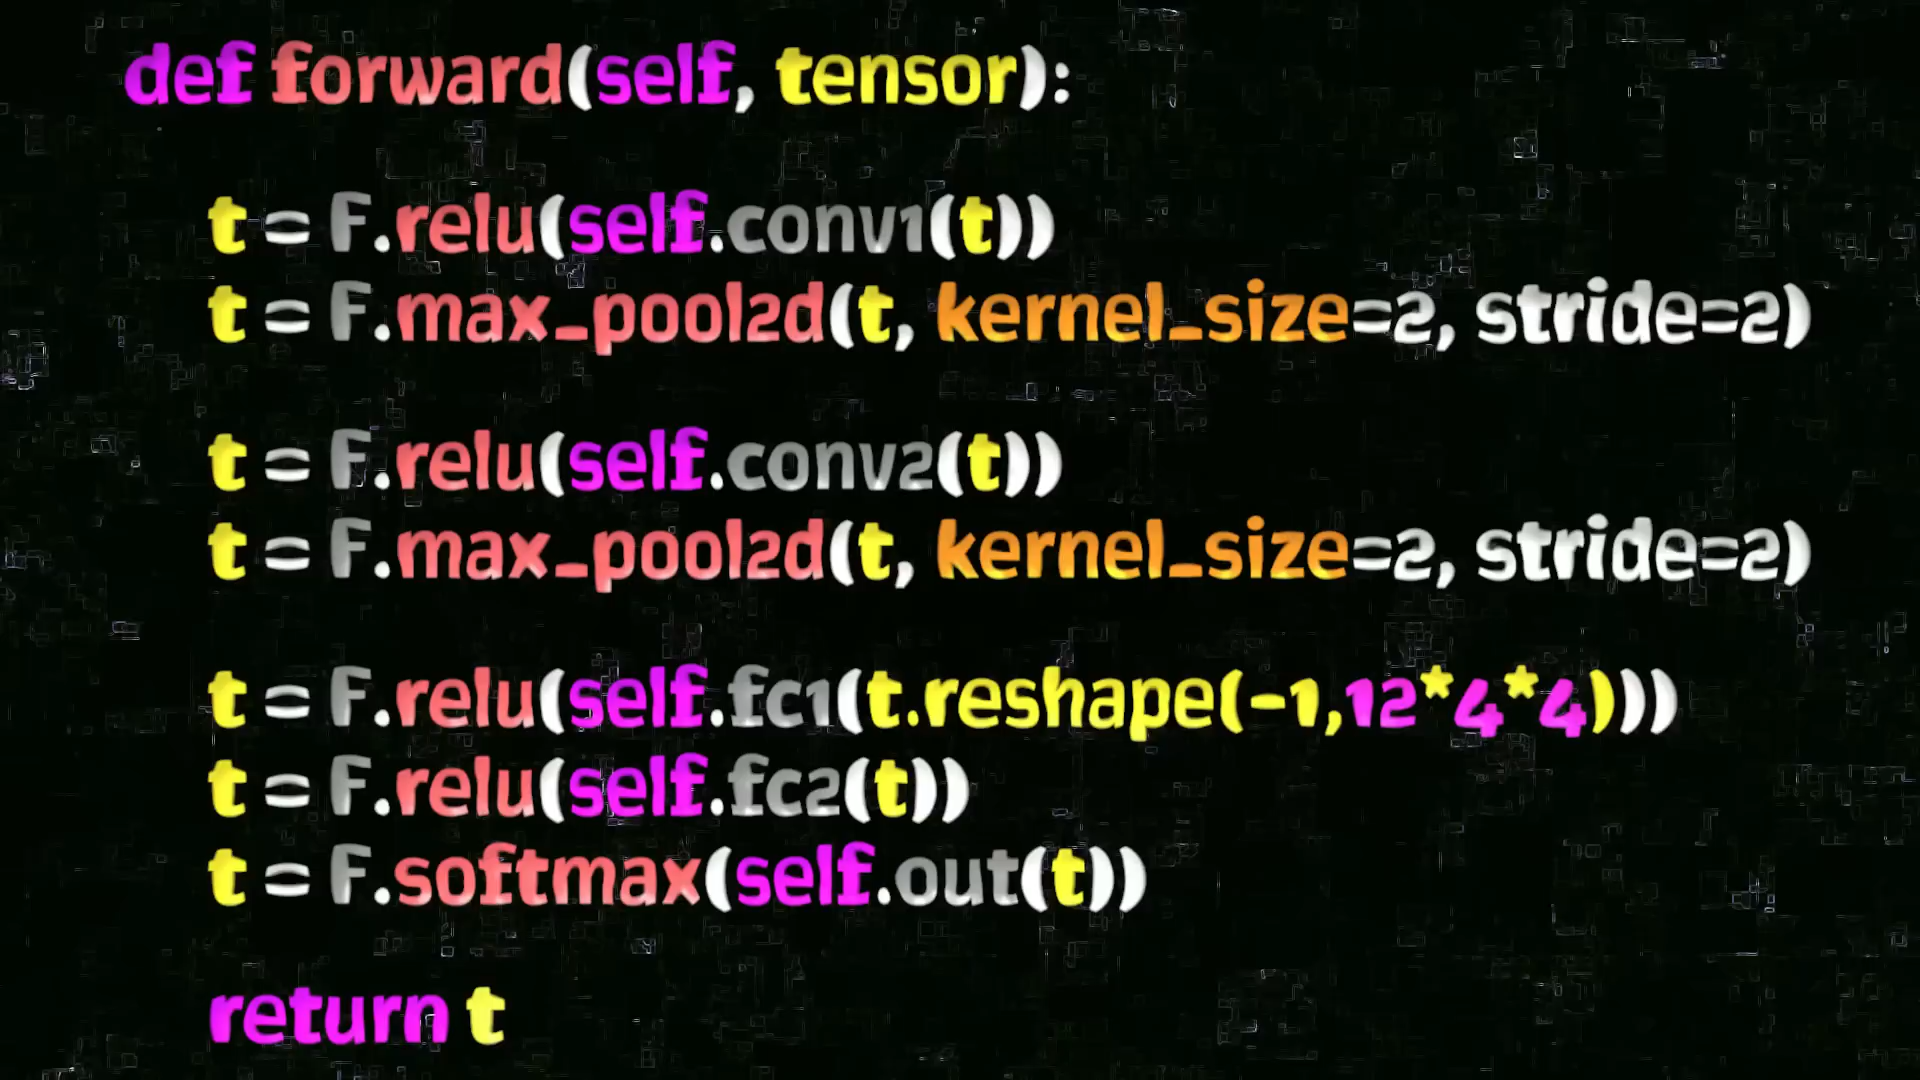 def forward(self, tensor):
t = F.relu(self.conv1(t))
t = F.max_pool2d(t, kernel_size=2, stride=2)
t = F.relu(self.conv2(t))
t = F.max_pool2d(t, kernel_size=2, stride=2)
t = F.relu(self.fc1(t.reshape(-1,12*4*4)))
t = F.relu(self.fc2(t))
t = F.softmax(self.out(t))
return t